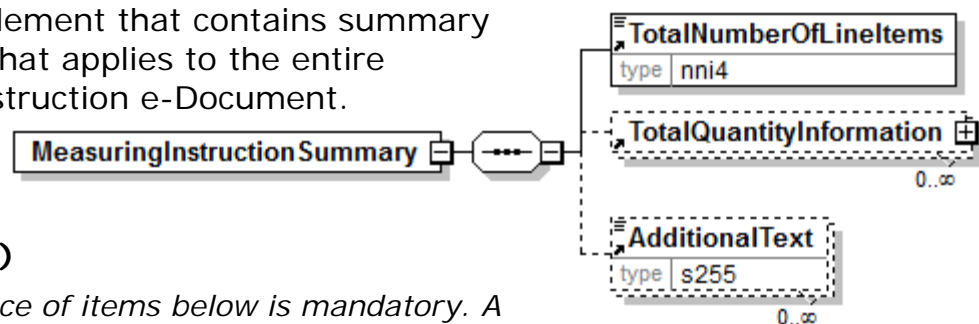 lement that contains summary
hat applies to the entire
struction e-Document.
TotalNumberOfLineItems
type nni4
TotalQuantityInformation
0..∞
MeasuringInstructionSummary
AdditionalText
type s255
0..∞
)
ce of items below is mandatory. A